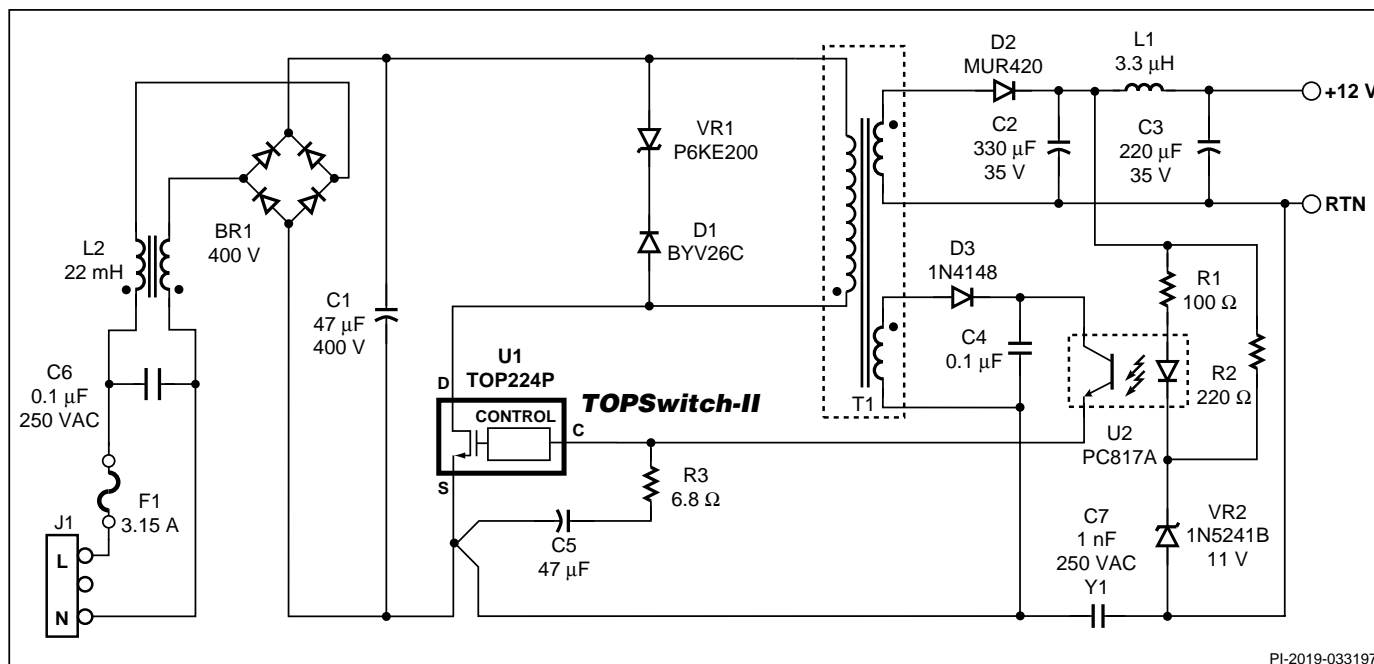 D2
MUR420
L1
3.3 µH
+12 V
VR1
P6KE200
C2
330 µF
35 V
C3
220 µF
35 V
RTN
BR1
400 V
L2
22 mH
D1
BYV26C
D3
1N4148
R1
100 Ω
C1
47 µF
400 V
C4
0.1 µF
U1
TOP224P
R2
220 Ω
C6
0.1 µF
250 VAC
D
CONTROL
TOPSwitch-II
T1
C
U2
PC817A
S
R3
6.8 Ω
F1
3.15 A
J1
L
N
C5
47 µF
C7
1 nF
250 VAC
Y1
VR2
1N5241B
11 V
PI-2019-033197